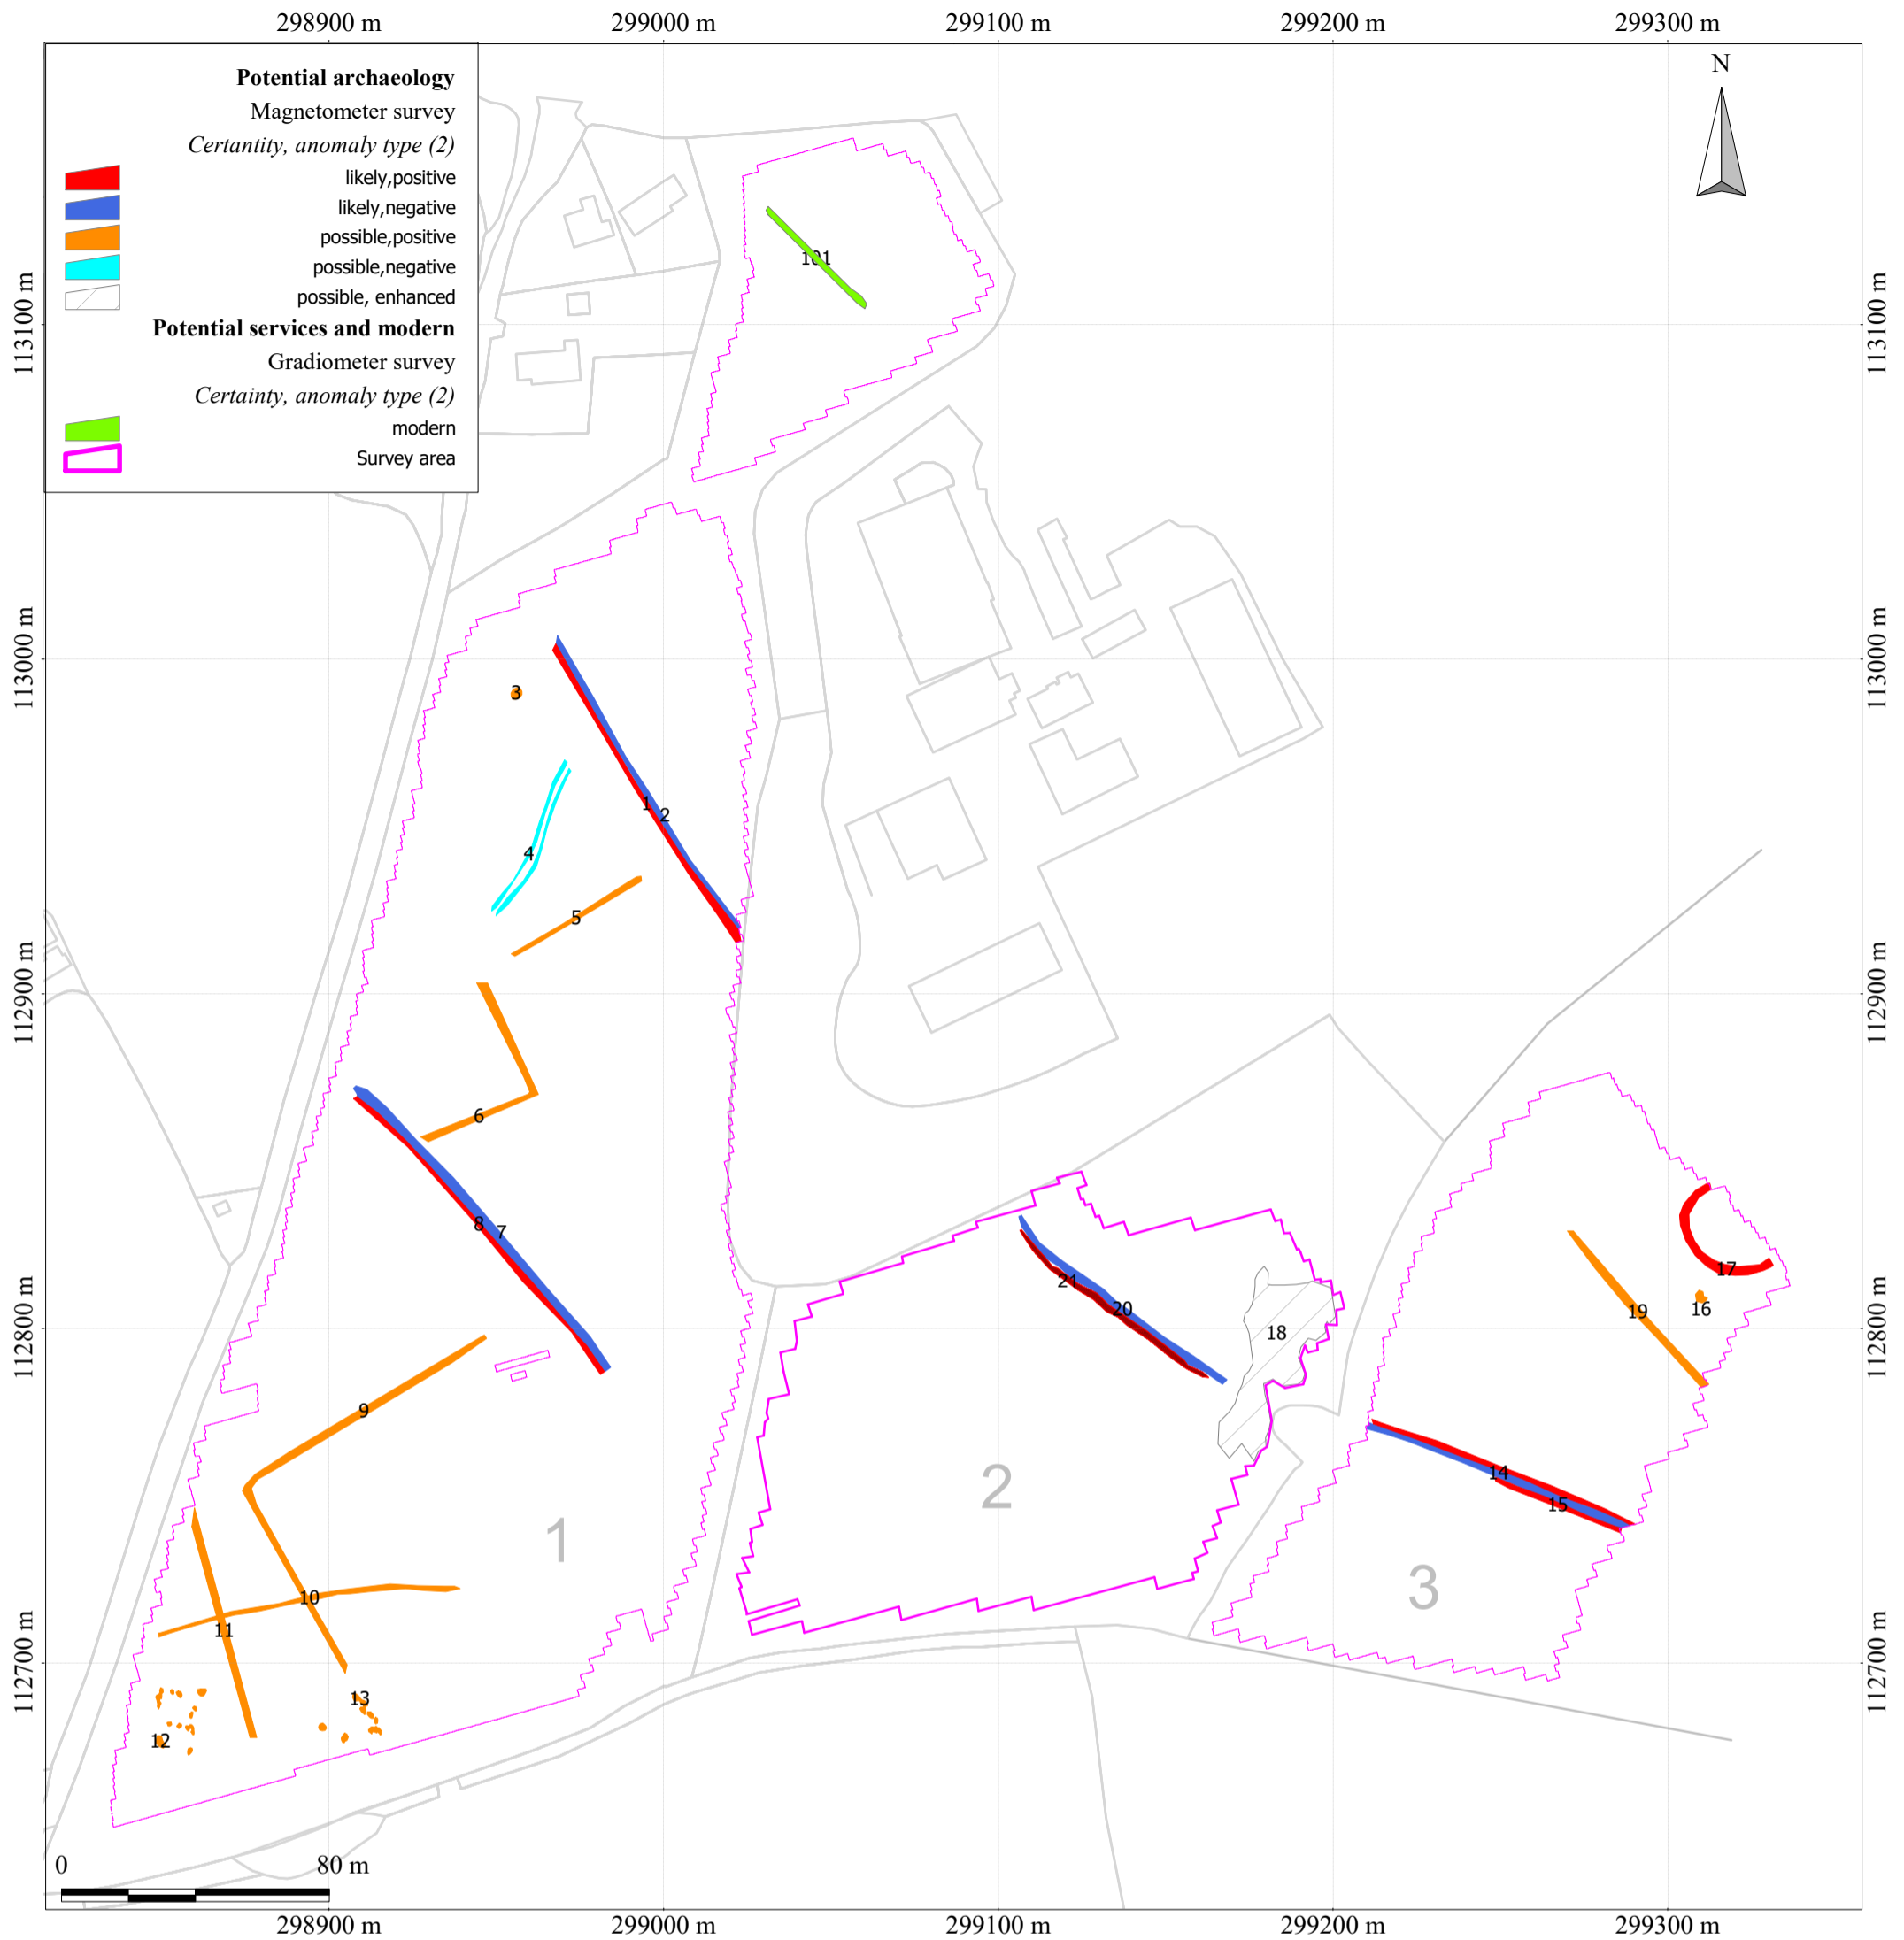 298900 m 299000 m 299100 m 299200 m 299300 m
Potential archaeology
Magnetometer survey
Certantity, anomaly type (2)
likely,positive
likely,negative
possible,positive
possible,negative
possible, enhanced
Potential services and modern
Gradiometer survey
Certainty, anomaly type (2)
modern
Survey area
N
101
113100 m 113100 m
113000 m 113000 m
3
1
2
4
5
112900 m 112900 m
6
8
7
21
20
18
17
16
19
112800 m 112800 m
9
14
15
1
2
3
10
11
112700 m 112700 m
13
12
0 80 m
298900 m 299000 m 299100 m 299200 m 299300 m